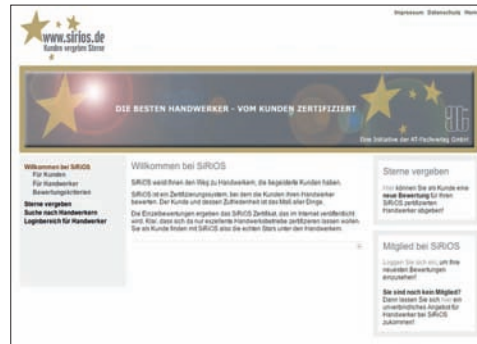 Impressum Datenschutz Home
www.sirios.de
Kunden vergeben Sterne
DIE BESTEN HANDWERKER - VOM KUNDEN ZERTIFIZIERT
Eine Initiative der AT-Fachverlag GmbH
Willkommen bei SiRiOS
Für Kunden
Für Handwerker
Bewertungskriterien
Sterne vergeben
Suche nach Handwerkern
Loginbereich für Handwerker
Willkommen bei SiRiOS
SiRiOS weist Ihnen den Weg zu Handwerkern, die begeisterte Kunden haben.
SiRiOS ist ein Zertifizierungssystem, bei dem die Kunden ihren Handwerker
bewerten. Der Kunde und dessen Zufriedenheit ist das Maß aller Dinge.
Die Einzelbewertungen ergeben das SiRiOS Zertifikat, das im Internet veröffentlicht
wird. Klar, dass sich da nur exzellente Handwerksbetriebe zertifizieren lassen wollen.
Sie als Kunde finden mit SiRiOS also die echten Stars unter den Handwerkern.
Sterne vergeben
Hier können Sie als Kunde eine
neue Bewertung für Ihren
SiRiOS zertifizierten
Handwerker abgeben!
Mitglied bei SiRiOS
Loggen Sie sich ein, um Ihre
neuesten Bewertungen
einzusehen!
Sie sind noch kein Mitglied?
Dann lassen Sie sich hier ein
unverbindliches Angebot für
Handwerker bei SiRiOS
zukommen!